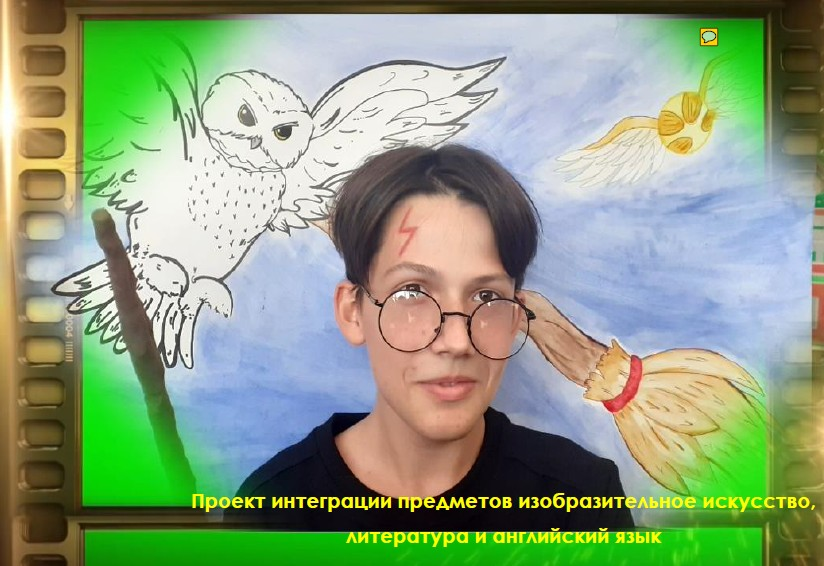 Проект интеграции предметов изобразительное искусство,
литература и английский язык